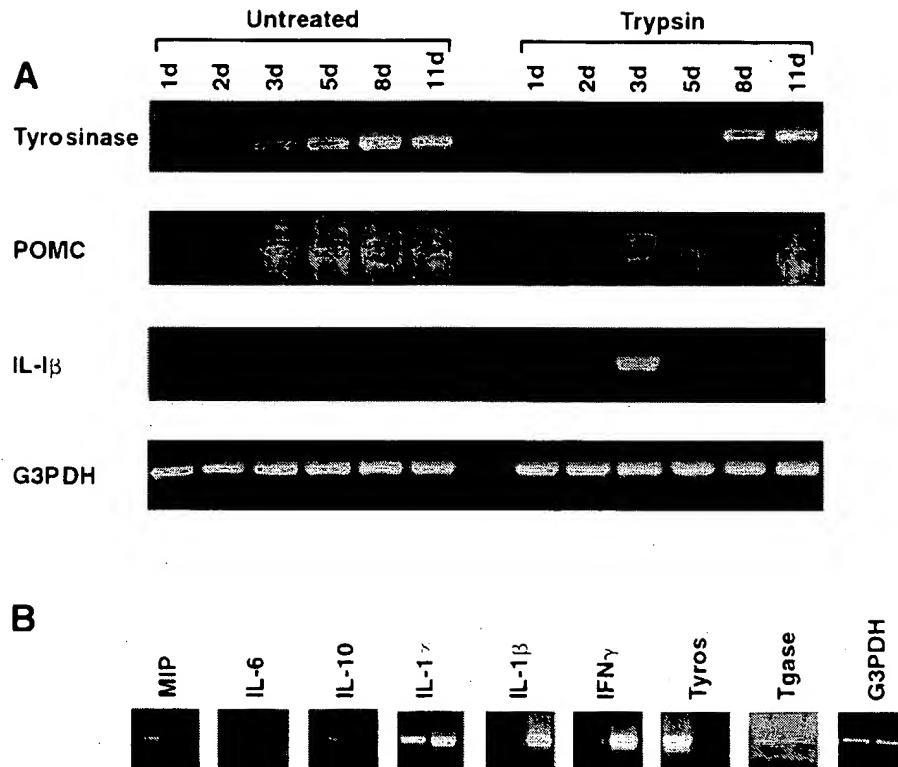 Untreated Trypsin
A 1d 2d 3d 5d 8d 11d 1d 2d 3d 5d 8d 11d
Tyrosinase
POMC
IL-Iβ
G3PDH
B MIP IL-6 IL-10 IL-1α IL-1β IFNγ Tyros Tgase G3PDH